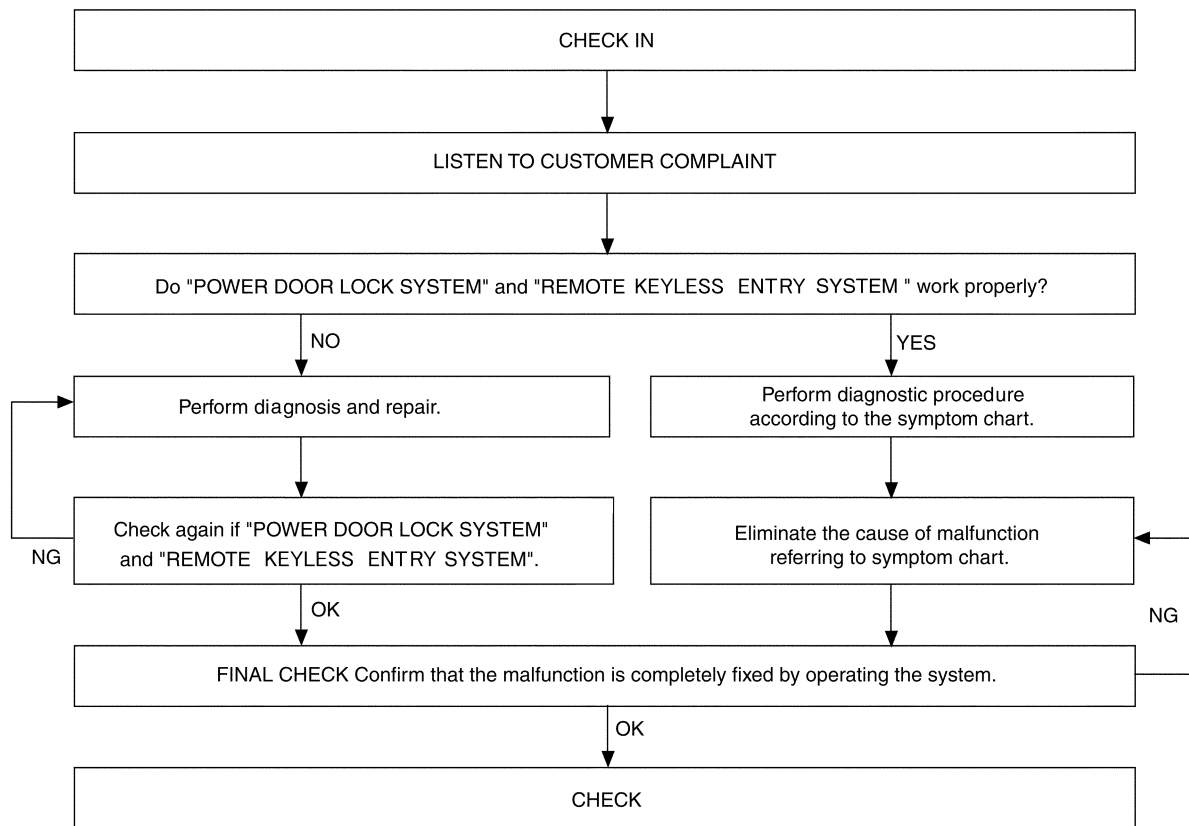 CHECK IN
LISTEN TO CUSTOMER COMPLAINT
Do "POWER DOOR LOCK SYSTEM" and "REMOTE KEYLESS ENTRY SYSTEM " work properly?
NO
YES
Perform diagnosis and repair.
Perform diagnostic procedure
according to the symptom chart.
Check again if "POWER DOOR LOCK SYSTEM"
and "REMOTE KEYLESS ENTRY SYSTEM".
Eliminate the cause of malfunction
referring to symptom chart.
NG
OK
NG
FINAL CHECK Confirm that the malfunction is completely fixed by operating the system.
OK
CHECK